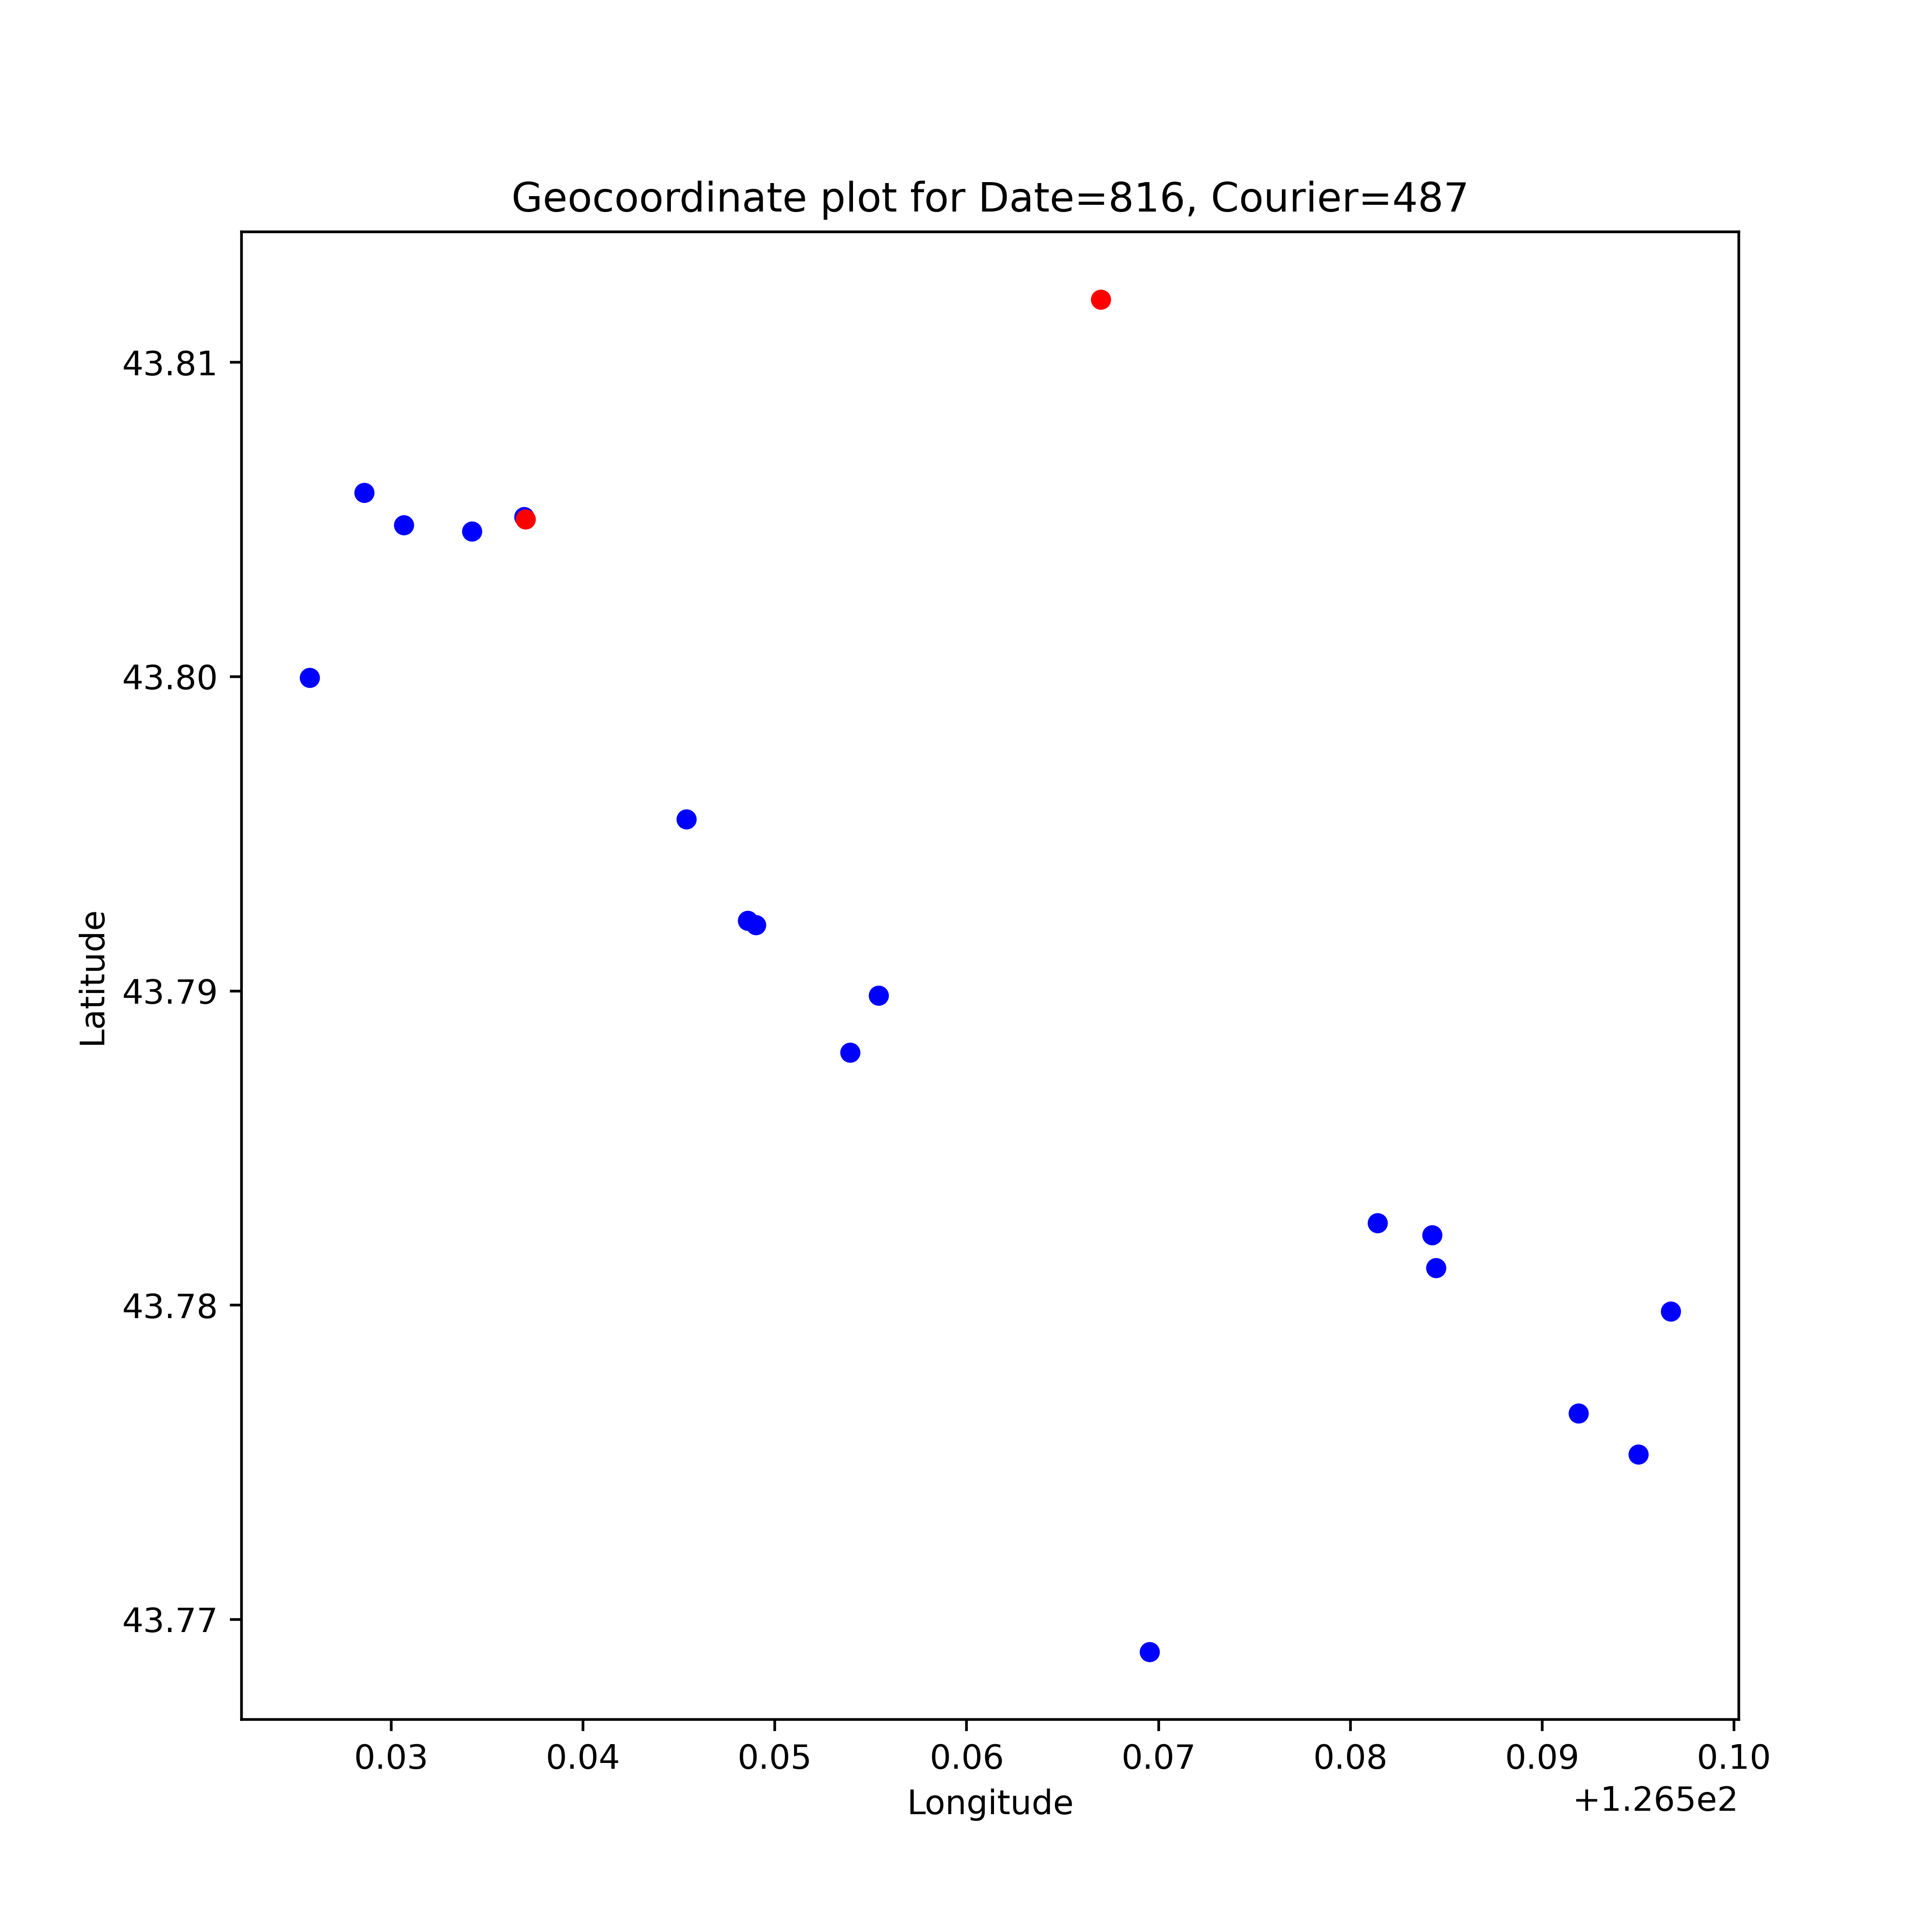 Geocoordinate plot for Date=816, Courier=487
Latitude
43.81
43.80
43.79
43.78
43.77
0.03 0.04 0.05 0.06 0.07 0.08 0.09 0.10
Longitude
+1.265e2